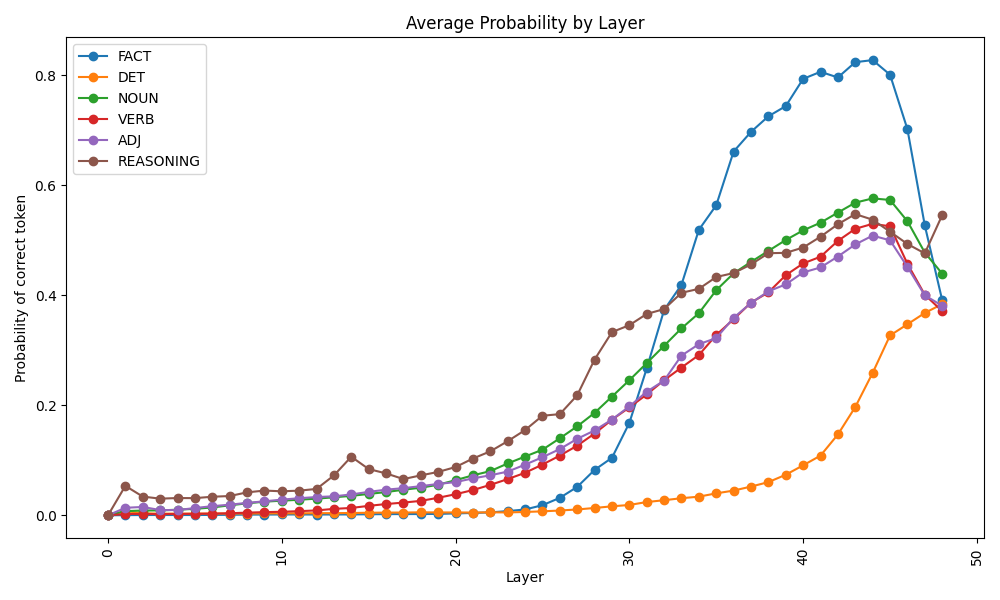 Average Probability by Layer
FACT
DET
NOUN
VERB
ADJ
REASONING
Probability of correct token
0.8
0.6
0.4
0.2
0.0
0
10
20
30
40
50
Layer